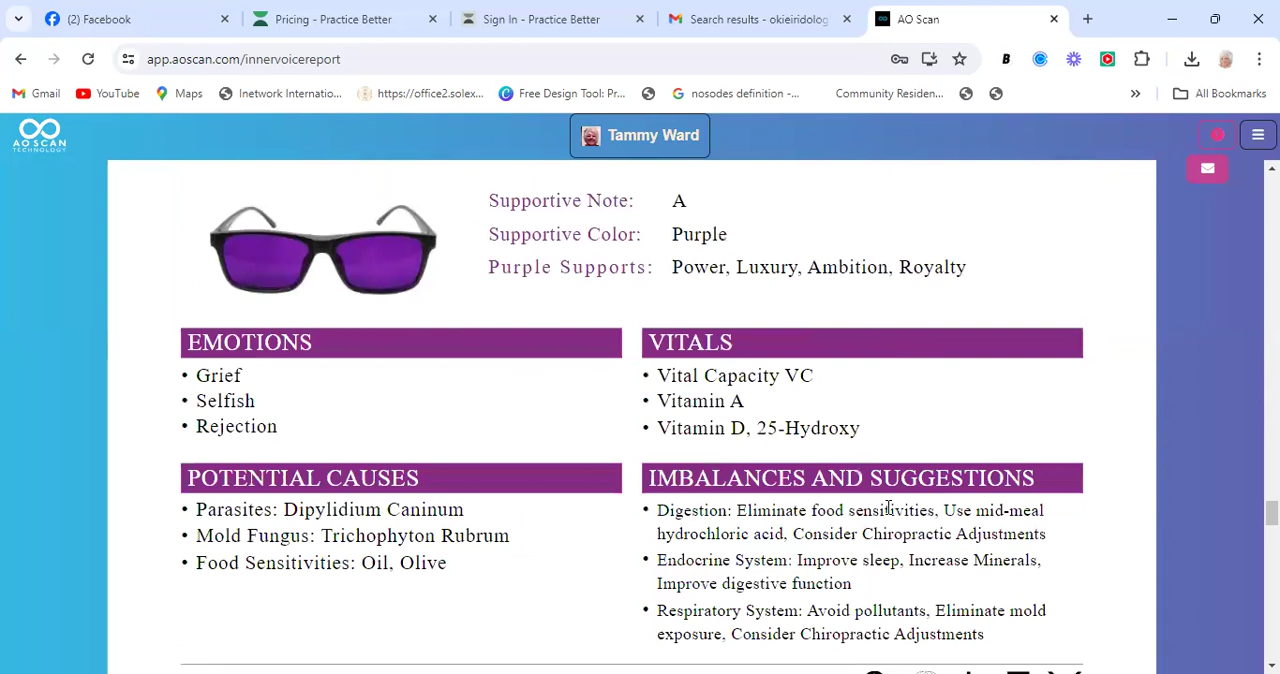 (2) Facebook
Pricing - Practice Better
Sign In - Practice Better
Search results - okieiridolog
AO Scan
app.aoscan.com/innervoicereport
B
Gmail
YouTube
Maps
Inetwork Internatio...
https://office2.solex...
Free Design Tool: Pr...
nosodes definition -...
Community Residen...
»
All Bookmarks
AO SCAN
TECHNOLOGY
Tammy Ward
Supportive Note: A
Supportive Color: Purple
Purple Supports: Power, Luxury, Ambition, Royalty
EMOTIONS
• Grief
• Selfish
• Rejection
VITALS
• Vital Capacity VC
• Vitamin A
• Vitamin D, 25-Hydroxy
POTENTIAL CAUSES
• Parasites: Dipylidium Caninum
• Mold Fungus: Trichophyton Rubrum
• Food Sensitivities: Oil, Olive
IMBALANCES AND SUGGESTIONS
• Digestion: Eliminate food sensitivities, Use mid-meal
hydrochloric acid, Consider Chiropractic Adjustments
• Endocrine System: Improve sleep, Increase Minerals,
Improve digestive function
• Respiratory System: Avoid pollutants, Eliminate mold
exposure, Consider Chiropractic Adjustments